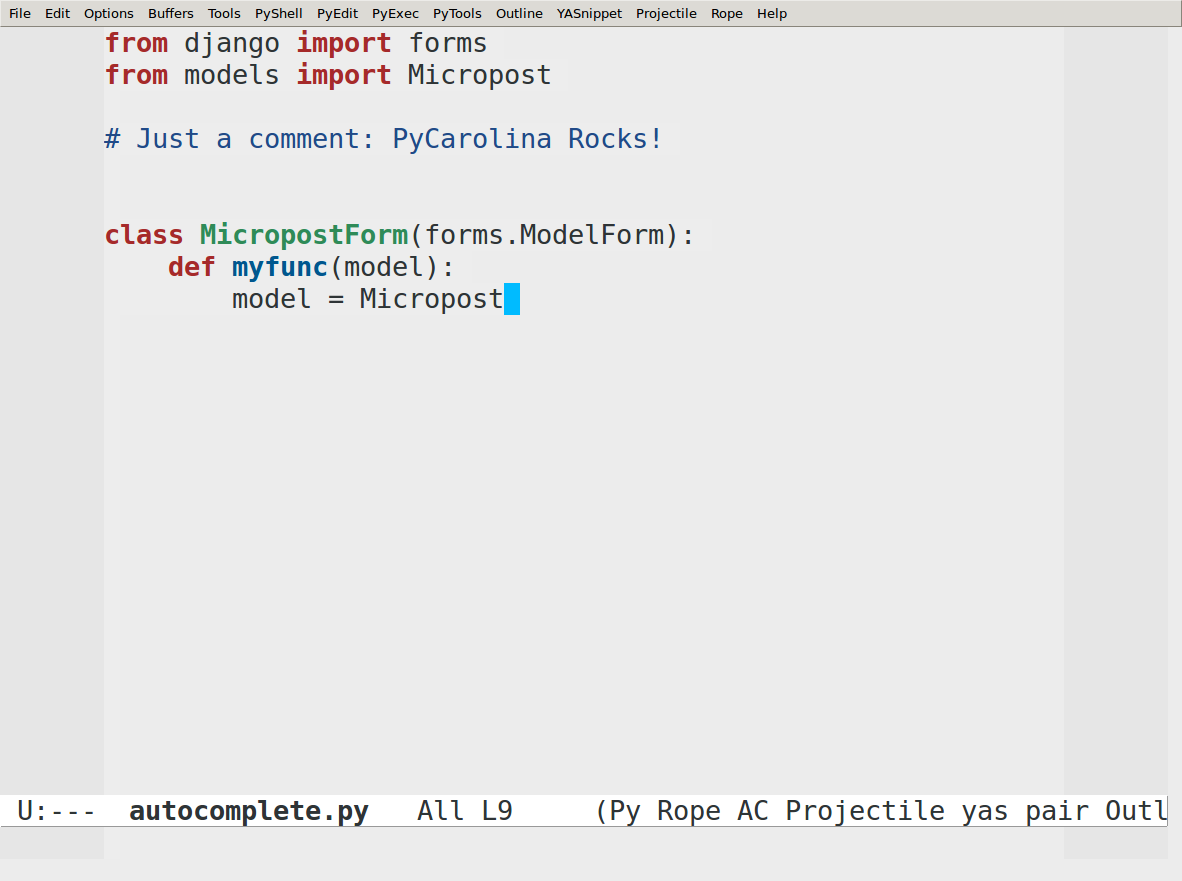 File Edit Options Buffers Tools PyShell PyEdit PyExec PyTools Outline YASnippet Projectile Rope Help
from django import forms
from models import Micropost
# Just a comment: PyCarolina Rocks!
class MicropostForm(forms.ModelForm):
    def myfunc(model):
        model = Micropost
U:--- autocomplete.py All L9 (Py Rope AC Projectile yas pair Outl